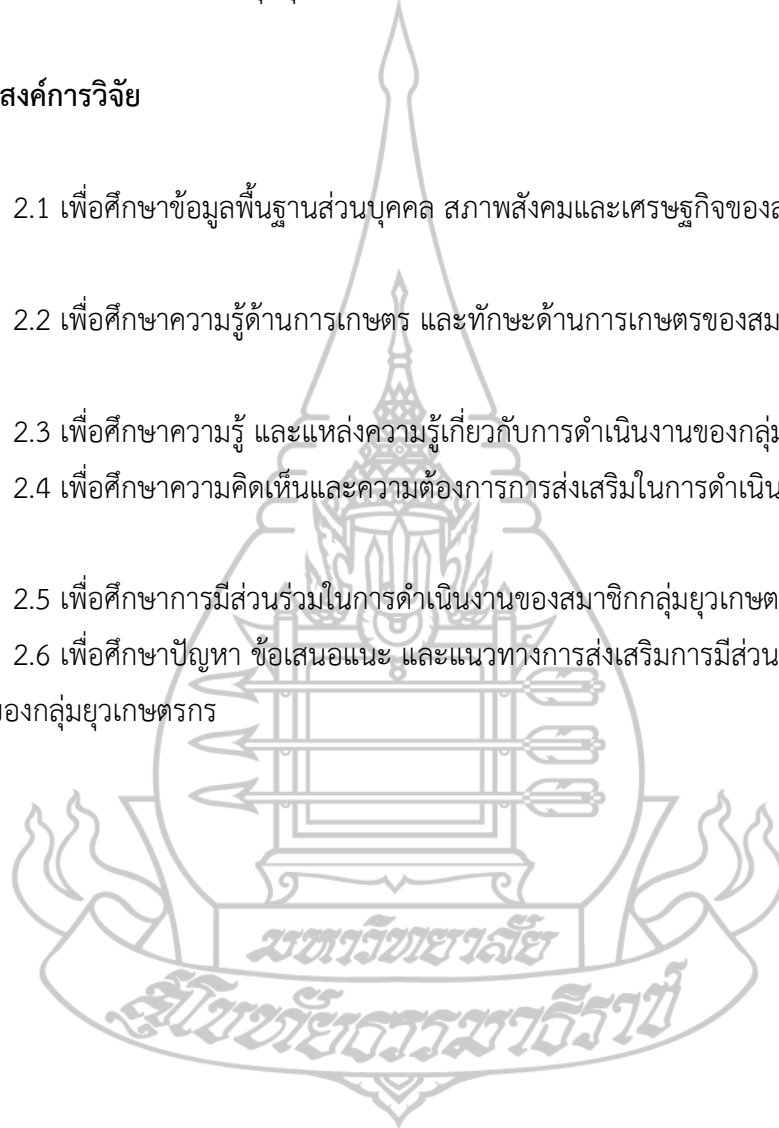 สงค์การวิจัย
2.1 เพื่อศึกษาข้อมูลพื้นฐานส่วนบุคคล สภาพสังคมและเศรษฐกิจของส
2.2 เพื่อศึกษาความรู้ด้านการเกษตร และทักษะด้านการเกษตรของสม
2.3 เพื่อศึกษาความรู้ และแหล่งความรู้เกี่ยวกับการดำเนินงานของกลุ่ม
2.4 เพื่อศึกษาความคิดเห็นและความต้องการการส่งเสริมในการดำเนิน
2.5 เพื่อศึกษาการมีส่วนร่วมในการดำเนินงานของสมาชิกกลุ่มยุวเกษต
2.6 เพื่อศึกษาปัญหา ข้อเสนอแนะ และแนวทางการส่งเสริมการมีส่วน
ของกลุ่มยุวเกษตรกร
มหาวิทยาลัย
สุโขทัยธรรมาธิราช